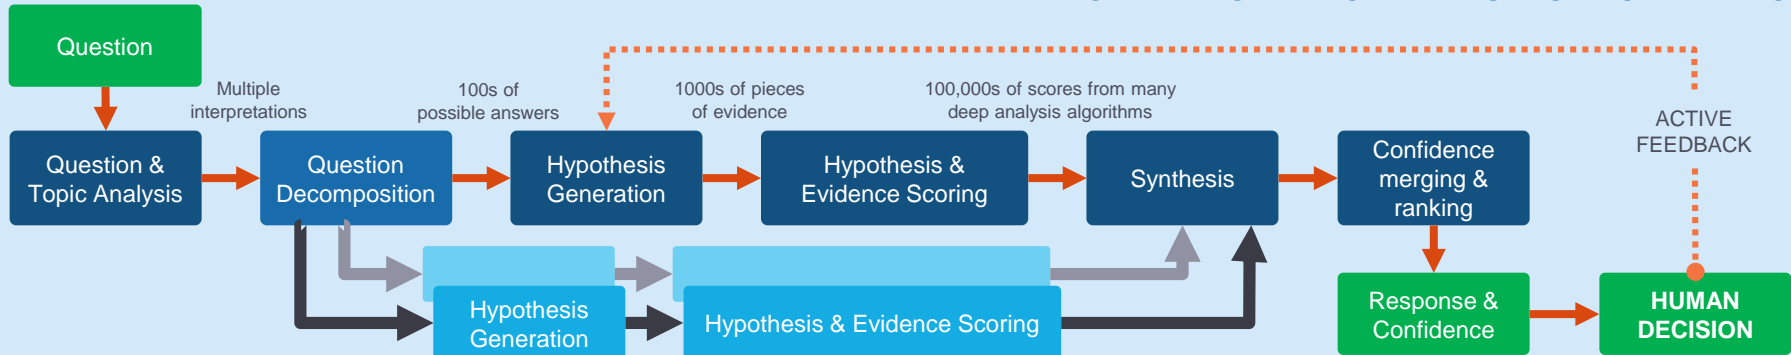 Question
Multiple
interpretations
100s of
possible answers
1000s of pieces
of evidence
100,000s of scores from many
deep analysis algorithms
ACTIVE
FEEDBACK
Question &
Topic Analysis
Question
Decomposition
Hypothesis
Generation
Hypothesis &
Evidence Scoring
Synthesis
Confidence
merging &
ranking
Hypothesis
Generation
Hypothesis & Evidence Scoring
Response &
Confidence
HUMAN
DECISION